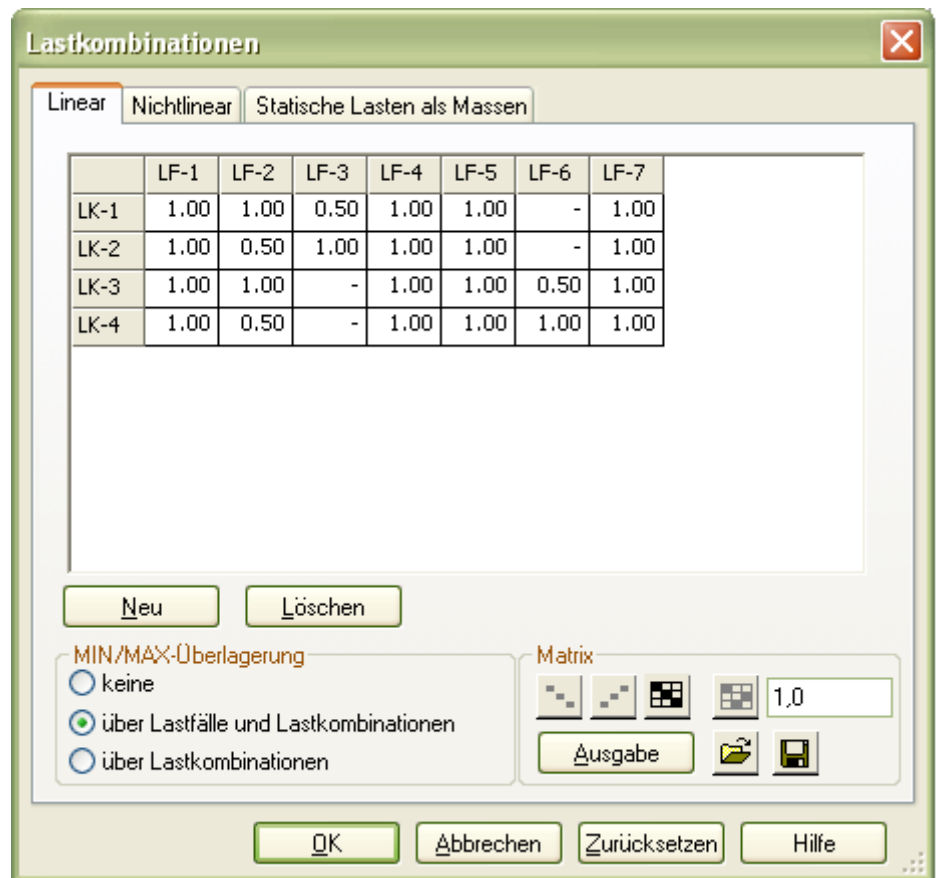 Lastkombinationen
Linear Nichtlinear Statische Lasten als Massen
LF-1 LF-2 LF-3 LF-4 LF-5 LF-6 LF-7
LK-1 1.00 1.00 0.50 1.00 1.00 - 1.00
LK-2 1.00 0.50 1.00 1.00 1.00 - 1.00
LK-3 1.00 1.00 - 1.00 1.00 0.50 1.00
LK-4 1.00 0.50 - 1.00 1.00 1.00 1.00
Neu Löschen
MIN/MAX-Überlagerung
keine
über Lastfälle und Lastkombinationen
über Lastkombinationen
Matrix
1,0
Ausgabe
OK Abbrechen Zurücksetzen Hilfe